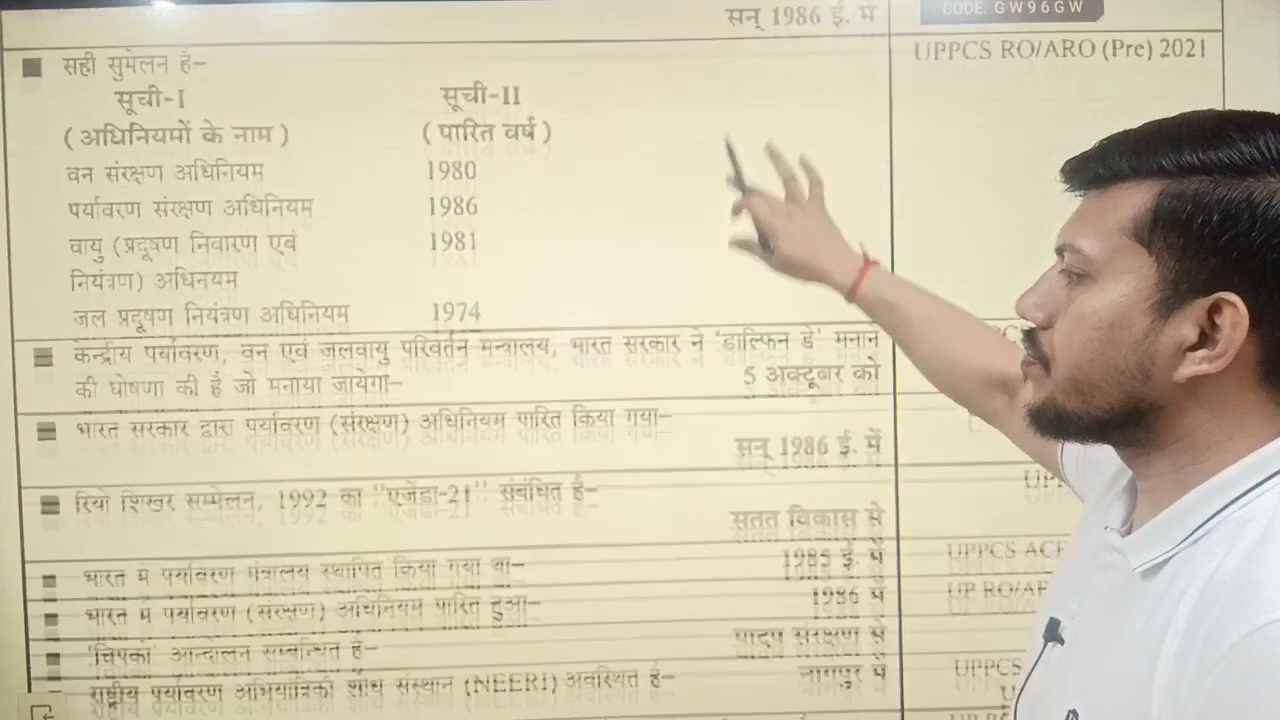 CODE: GW96GW
सन् 1986 ई. में
UPPCS RO/ARO (Pre) 2021
सही सुमेलन है–
सूची-I सूची-II
(अधिनियमों के नाम) (पारित वर्ष)
वन संरक्षण अधिनियम 1980
पर्यावरण संरक्षण अधिनियम 1986
वायु (प्रदूषण निवारण एवं 1981
नियंत्रण) अधिनयम
जल प्रदूषण नियंत्रण अधिनियम 1974
केन्द्रीय पर्यावरण, वन एवं जलवायु परिवर्तन मन्त्रालय, भारत सरकार ने 'डाल्फिन डे' मनाने
की घोषणा की है जो मनाया जायेगा–
5 अक्टूबर को
भारत सरकार द्वारा पर्यावरण (संरक्षण) अधिनियम पारित किया गया–
सन् 1986 ई. में
रियो शिखर सम्मेलन, 1992 का "एजेंडा-21" संबंधित है–
सतत विकास से
भारत में पर्यावरण मंत्रालय स्थापित किया गया था– 1985 ई. में UPPCS
भारत में पर्यावरण (संरक्षण) अधिनियम पारित हुआ– 1986 में UP
'चिपको' आन्दोलन सम्बन्धित है– पादप संरक्षण से
राष्ट्रीय पर्यावरण अभियांत्रिकी शोध संस्थान (NEERI) अवस्थित है– नागपुर में UPPCS